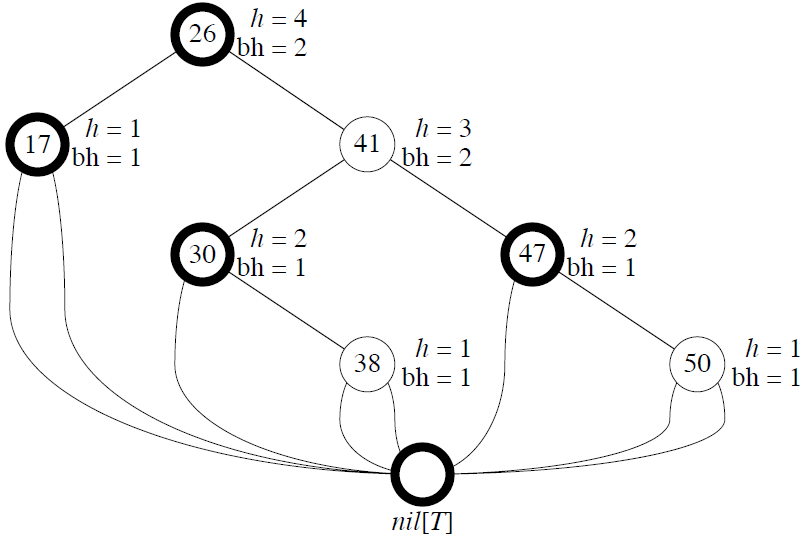 26
h = 4
bh = 2
17
h = 1
bh = 1
41
h = 3
bh = 2
30
h = 2
bh = 1
47
h = 2
bh = 1
38
h = 1
bh = 1
50
h = 1
bh = 1
nil[T]